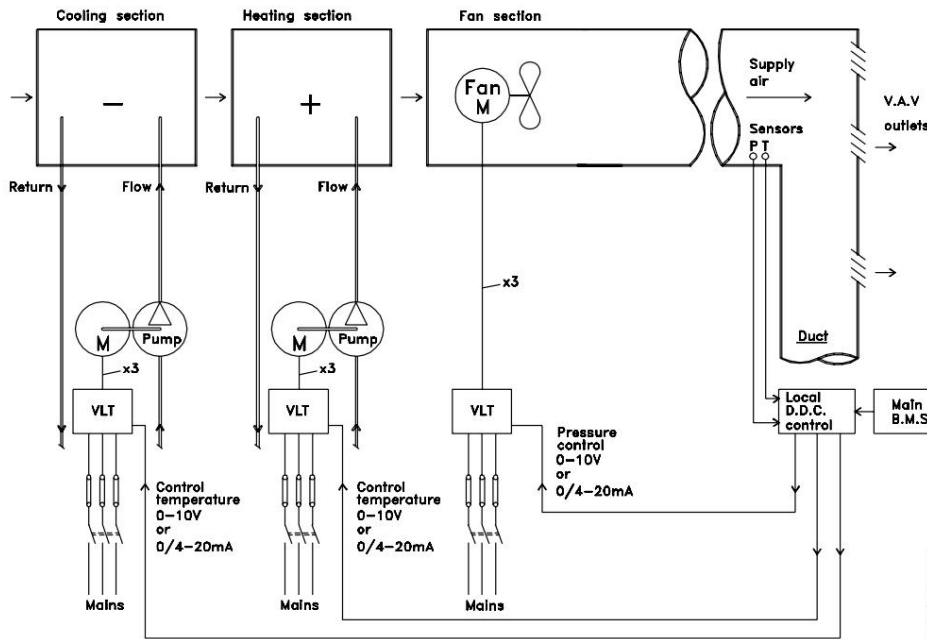 Cooling section
Heating section
Fan section
−
+
Fan
M
Supply
air
Sensors
P T
V.A.V
outlets
Return
Flow
Return
Flow
x3
M
Pump
M
Pump
x3
x3
Duct
VLT
VLT
VLT
Local
D.D.C.
control
Main
B.M.S
Pressure
control
0-10V
or
0/4-20mA
Control
temperature
0-10V
or
0/4-20mA
Control
temperature
0-10V
or
0/4-20mA
Mains
Mains
Mains